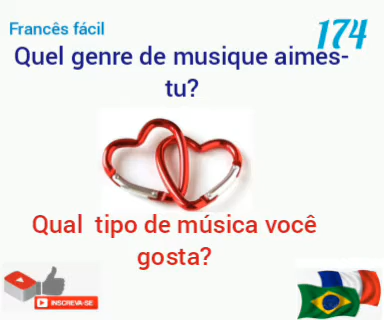 Francês fácil
174
Quel genre de musique aimes-
tu?
Qual tipo de música você
gosta?
INSCREVA-SE